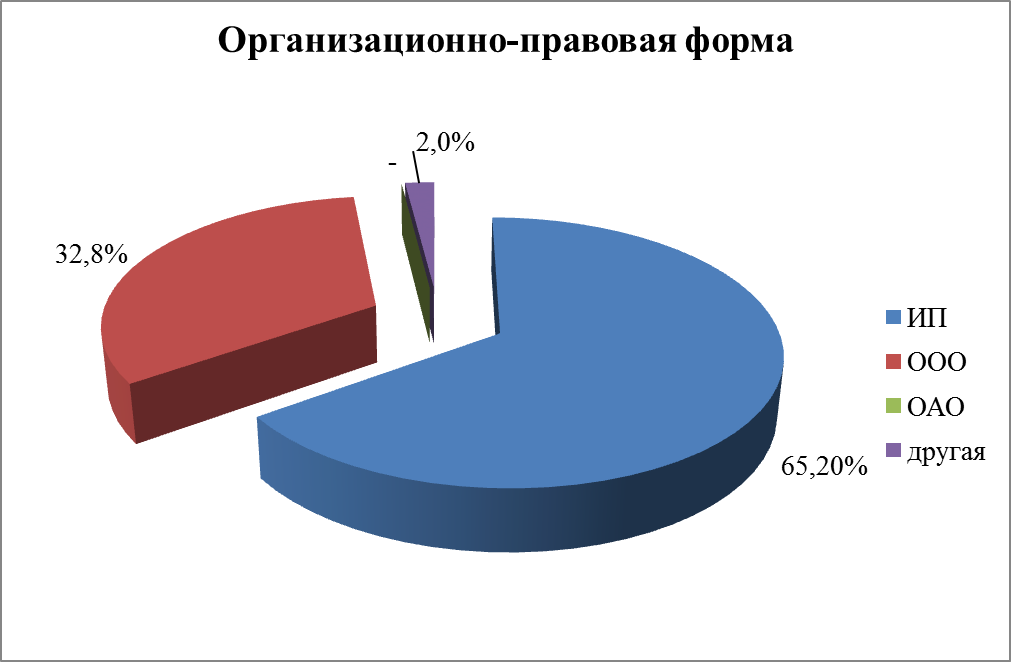 Организационно-правовая форма
-
2,0%
32,8%
65,20%
ИП
ООО
ОАО
другая